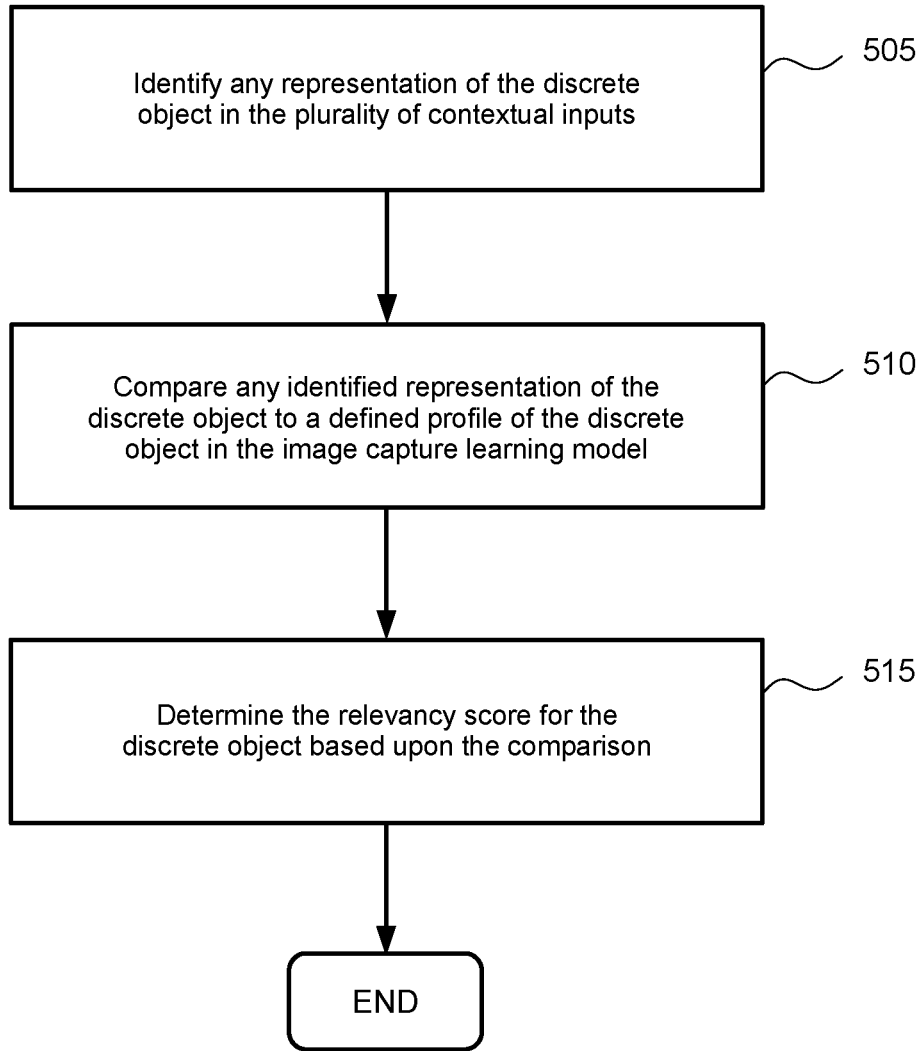 505
Identify any representation of the discrete
object in the plurality of contextual inputs
510
Compare any identified representation of the
discrete object to a defined profile of the discrete
object in the image capture learning model
515
Determine the relevancy score for the
discrete object based upon the comparison
END